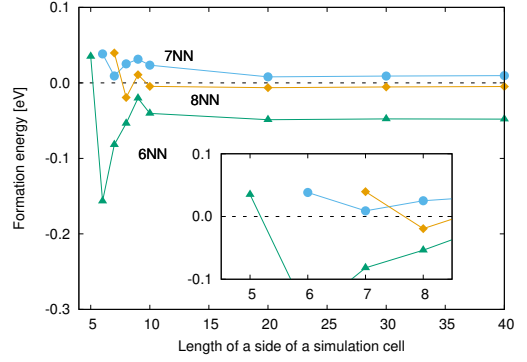 0.1
0.0
-0.1
-0.2
-0.3
Formation energy [eV]
7NN
8NN
6NN
0.1
0.0
-0.1
5 6 7 8
5 10 15 20 25 30 35 40
Length of a side of a simulation cell